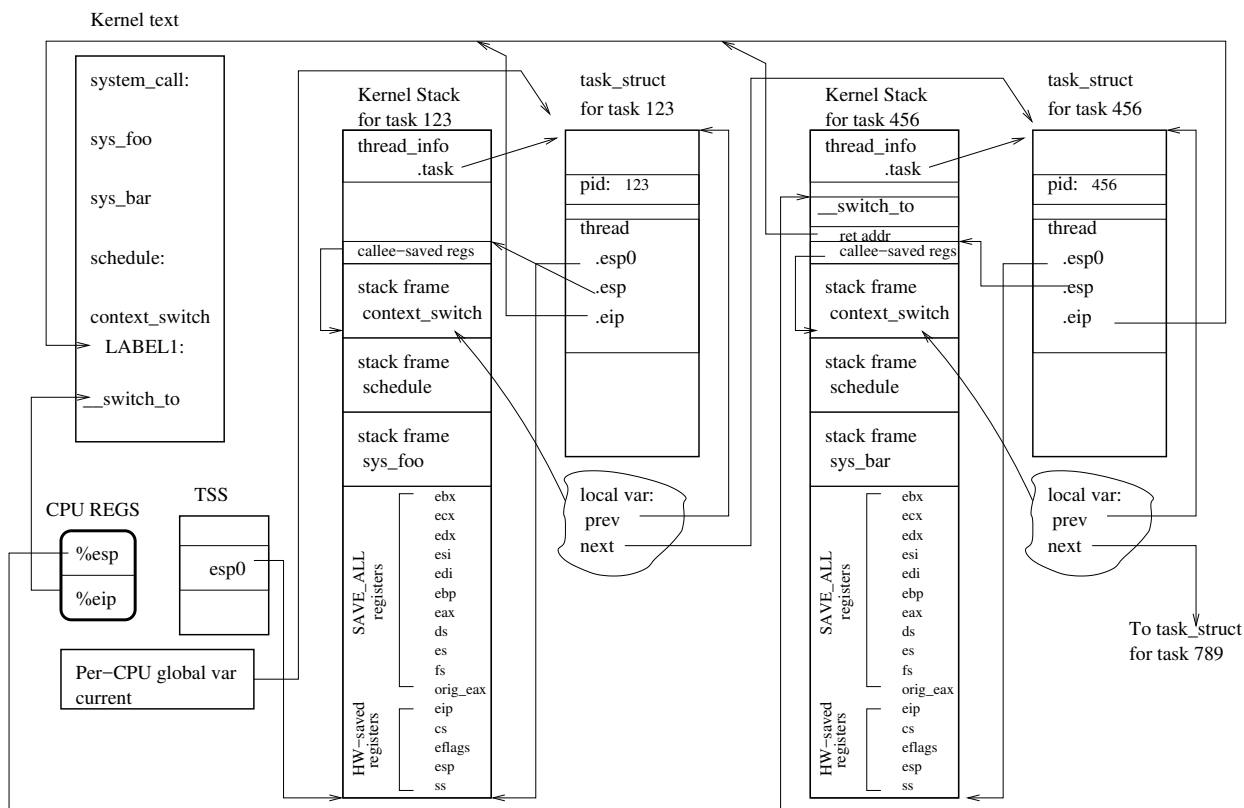 Kernel text
system_call:
sys_foo
sys_bar
schedule:
context_switch
LABEL1:
__switch_to
CPU REGS
%esp
%eip
TSS
esp0
Per−CPU global var
current
Kernel Stack
for task 123
thread_info
.task
callee−saved regs
stack frame
context_switch
stack frame
schedule
stack frame
sys_foo
SAVE_ALL
registers
ebx
ecx
edx
esi
edi
ebp
eax
ds
es
fs
orig_eax
HW−saved
registers
eip
cs
eflags
esp
ss
task_struct
for task 123
pid: 123
thread
.esp0
.esp
.eip
local var:
prev
next
Kernel Stack
for task 456
thread_info
.task
__switch_to
ret addr
callee−saved regs
stack frame
context_switch
stack frame
schedule
stack frame
sys_bar
SAVE_ALL
registers
ebx
ecx
edx
esi
edi
ebp
eax
ds
es
fs
orig_eax
HW−saved
registers
eip
cs
eflags
esp
ss
task_struct
for task 456
pid: 456
thread
.esp0
.esp
.eip
local var:
prev
next
To task_struct
for task 789